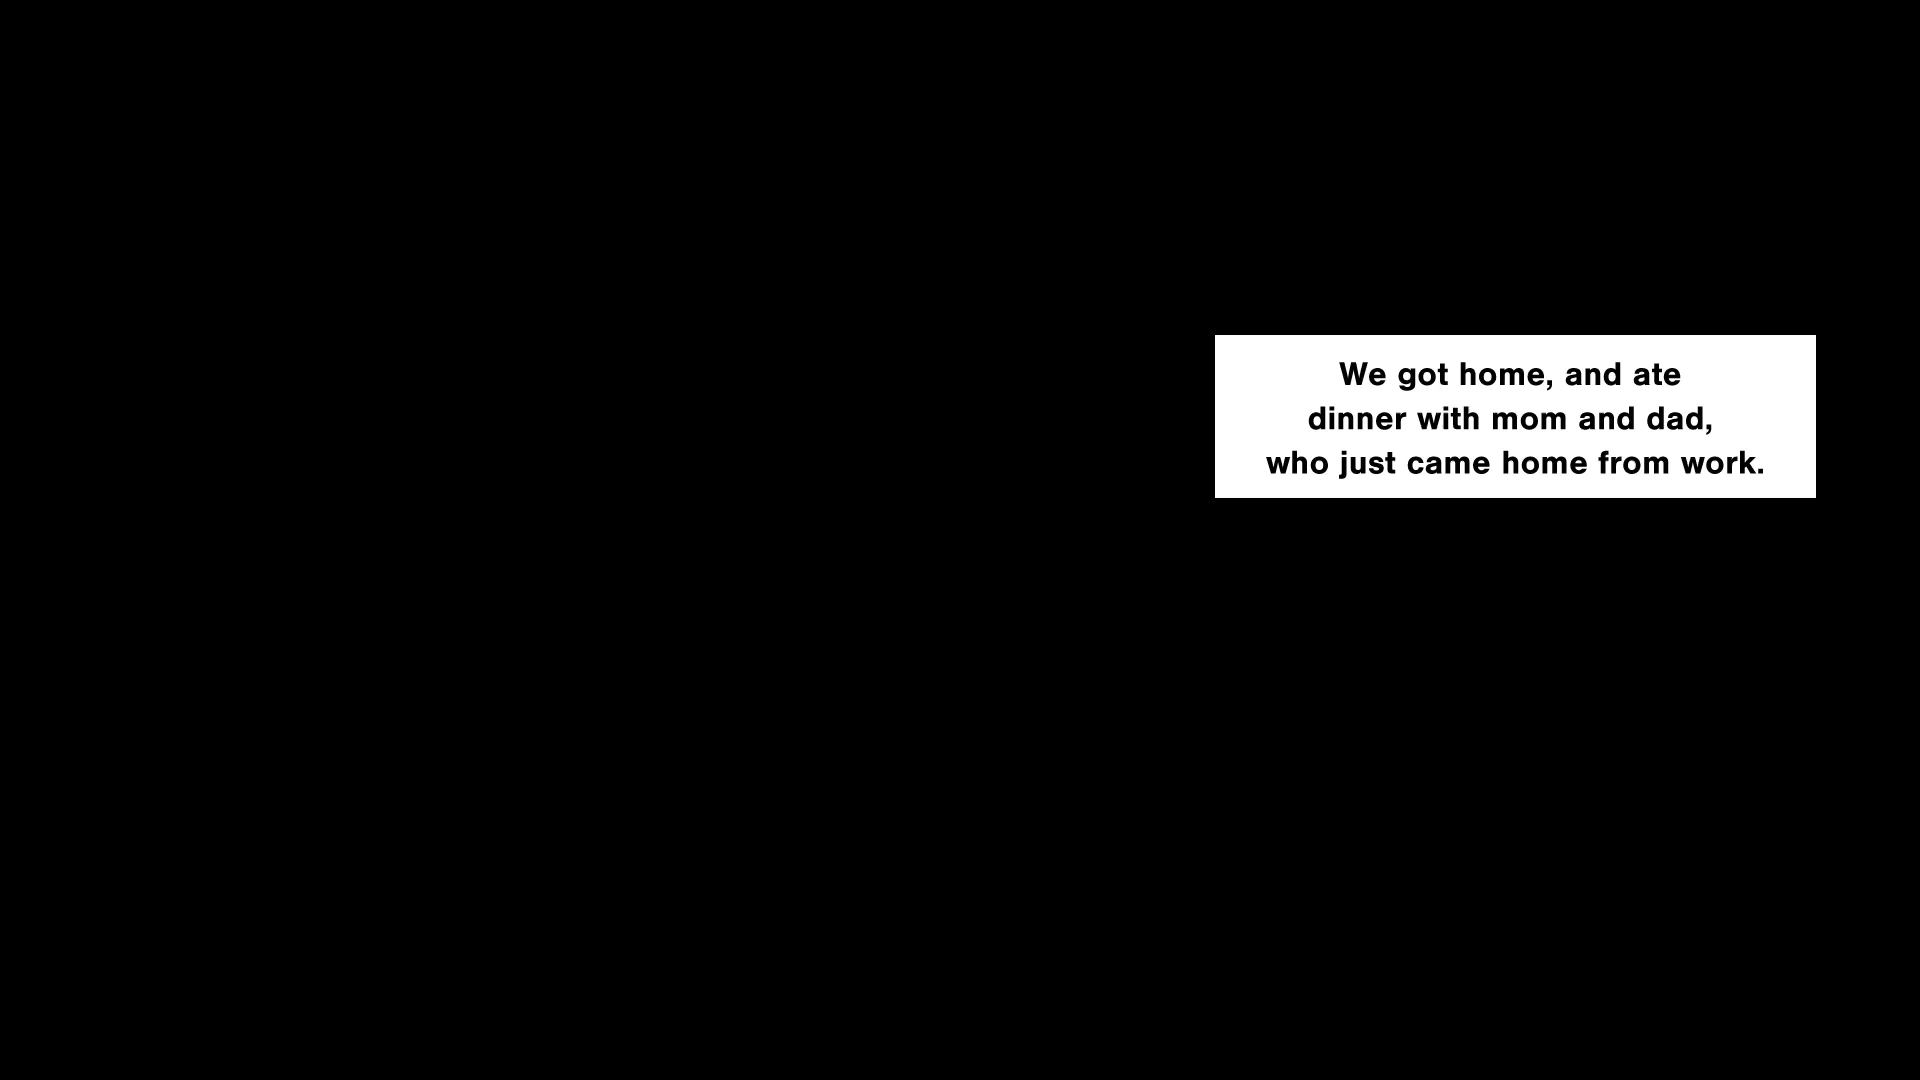 We got home, and ate
dinner with mom and dad,
who just came home from work.